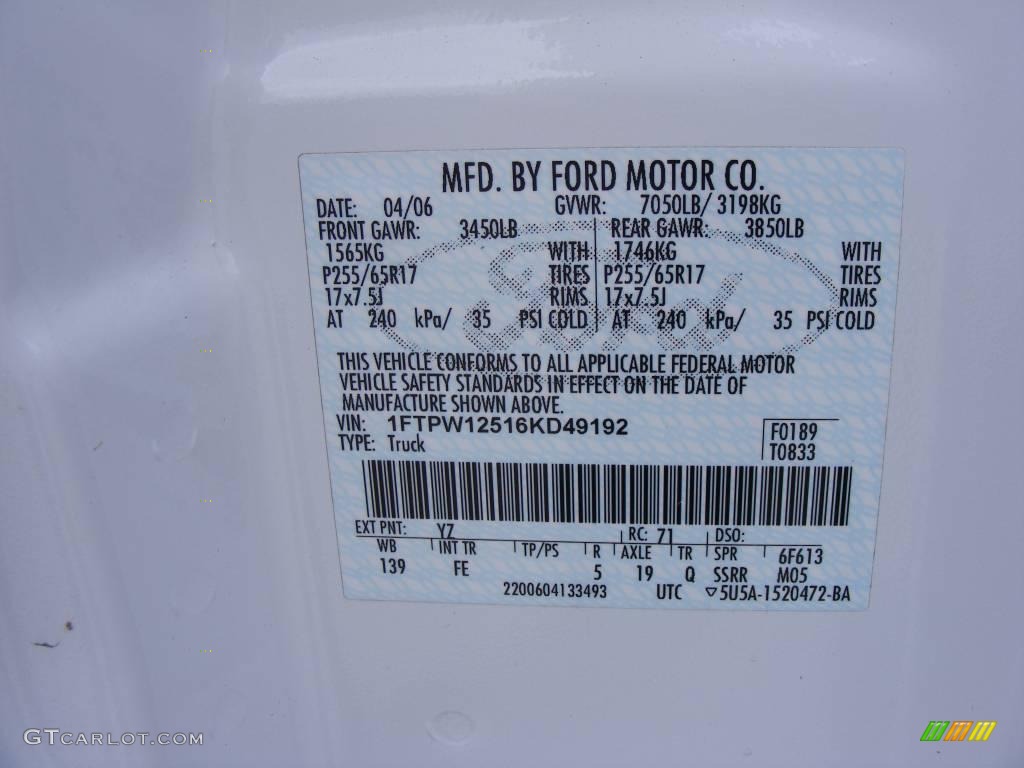 MFD. BY FORD MOTOR CO.
DATE: 04/06 GVWR: 7050LB/ 3198KG
FRONT GAWR: 3450LB REAR GAWR: 3850LB
1565KG WITH 1746KG WITH
P255/65R17 TIRES P255/65R17 TIRES
17x7.5J RIMS 17x7.5J RIMS
AT 240 kPa/ 35 PSI COLD AT 240 kPa/ 35 PSI COLD
THIS VEHICLE CONFORMS TO ALL APPLICABLE FEDERAL MOTOR
VEHICLE SAFETY STANDARDS IN EFFECT ON THE DATE OF
MANUFACTURE SHOWN ABOVE.
VIN: 1FTPW12516KD49192 F0189
TYPE: Truck T0833
EXT PNT: YZ RC: 71 DSO:
WB INT TR TP/PS R AXLE TR SPR 6F613
139 FE 5 19 Q SSRR M05
2200604133493 UTC ▽5U5A-1520472-BA
Ford
GTCARLOT.COM